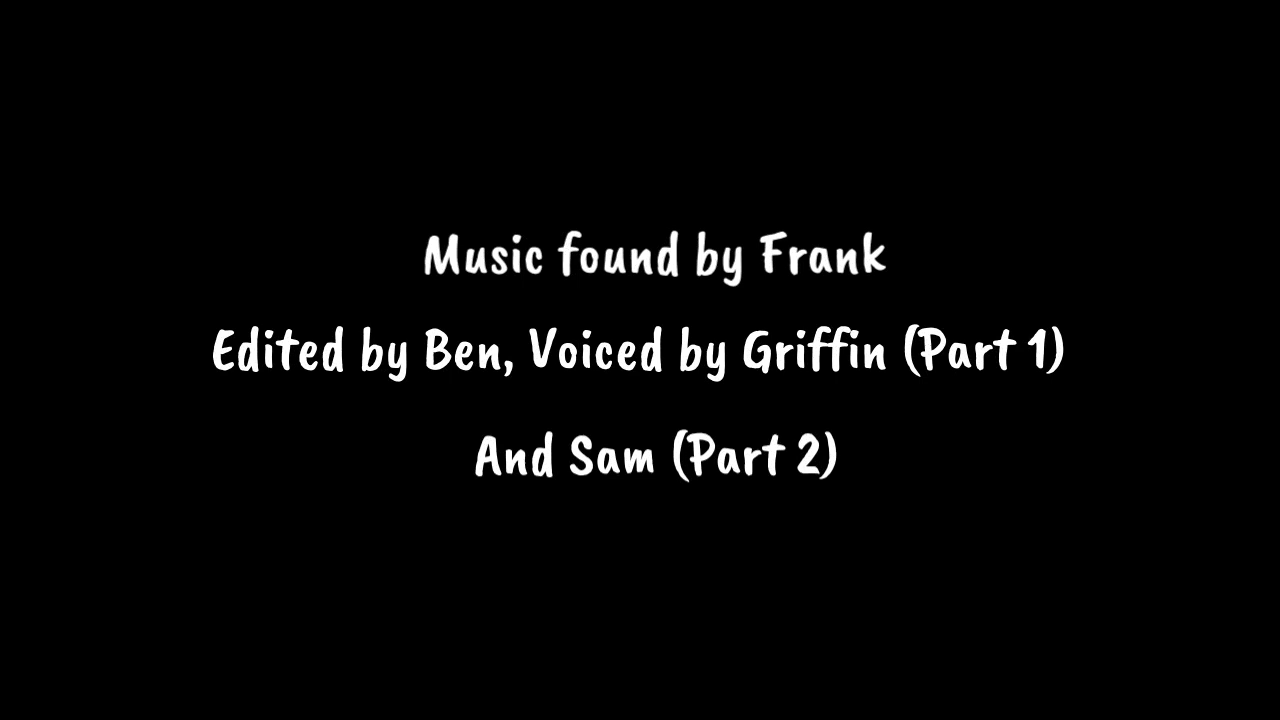 Music found by Frank
Edited by Ben, Voiced by Griffin (Part 1)
And Sam (Part 2)